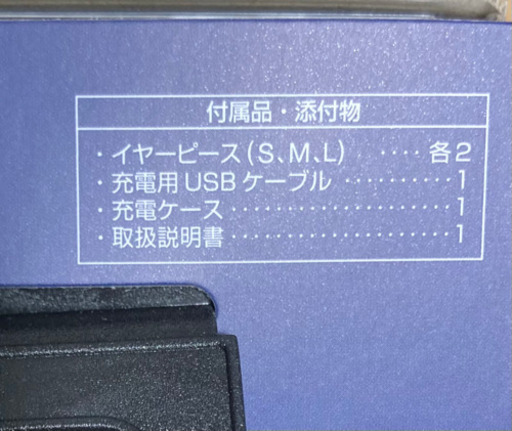 付属品・添付物
・イヤーピース(S、M、L) ････各2
・充電用USBケーブル ･･････････1
・充電ケース････････････････････1
・取扱説明書････････････････････1